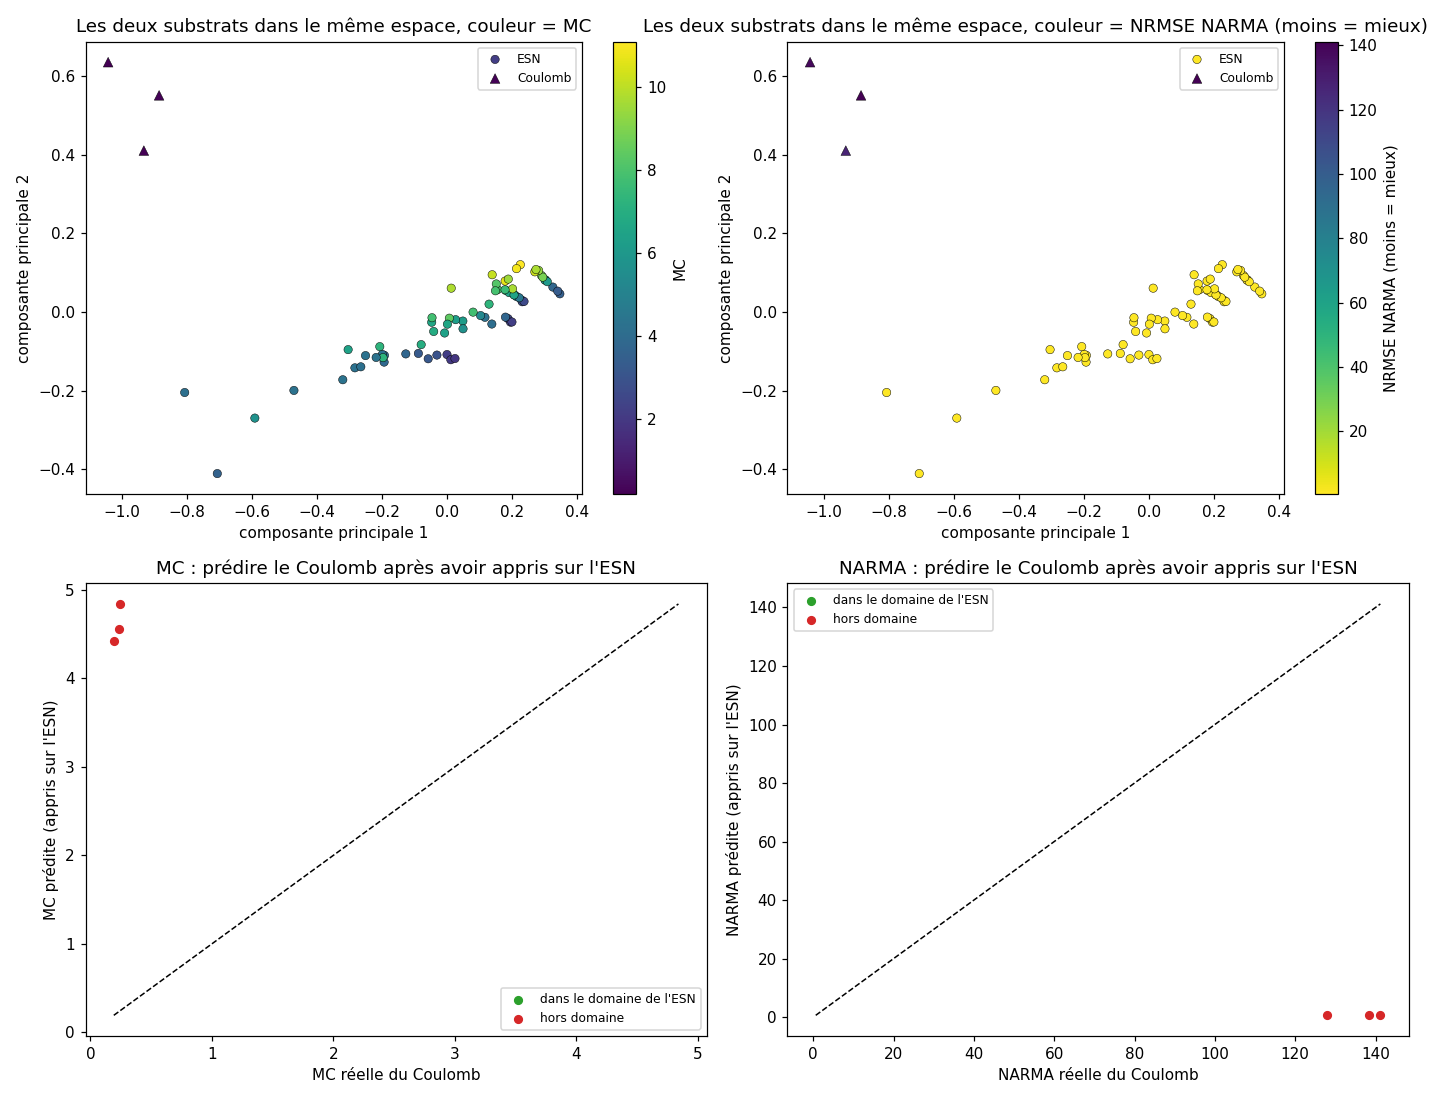 Les deux substrats dans le même espace, couleur = MC
ESN
Coulomb
0.6
0.4
0.2
0.0
−0.2
−0.4
composante principale 2
−1.0 −0.8 −0.6 −0.4 −0.2 0.0 0.2 0.4
composante principale 1
10
8
6
4
2
MC
Les deux substrats dans le même espace, couleur = NRMSE NARMA (moins = mieux)
ESN
Coulomb
0.6
0.4
0.2
0.0
−0.2
−0.4
composante principale 2
−1.0 −0.8 −0.6 −0.4 −0.2 0.0 0.2 0.4
composante principale 1
140
120
100
80
60
40
20
NRMSE NARMA (moins = mieux)
MC : prédire le Coulomb après avoir appris sur l'ESN
5
4
3
2
1
0
MC prédite (appris sur l'ESN)
dans le domaine de l'ESN
hors domaine
0 1 2 3 4 5
MC réelle du Coulomb
NARMA : prédire le Coulomb après avoir appris sur l'ESN
dans le domaine de l'ESN
hors domaine
140
120
100
80
60
40
20
0
NARMA prédite (appris sur l'ESN)
0 20 40 60 80 100 120 140
NARMA réelle du Coulomb